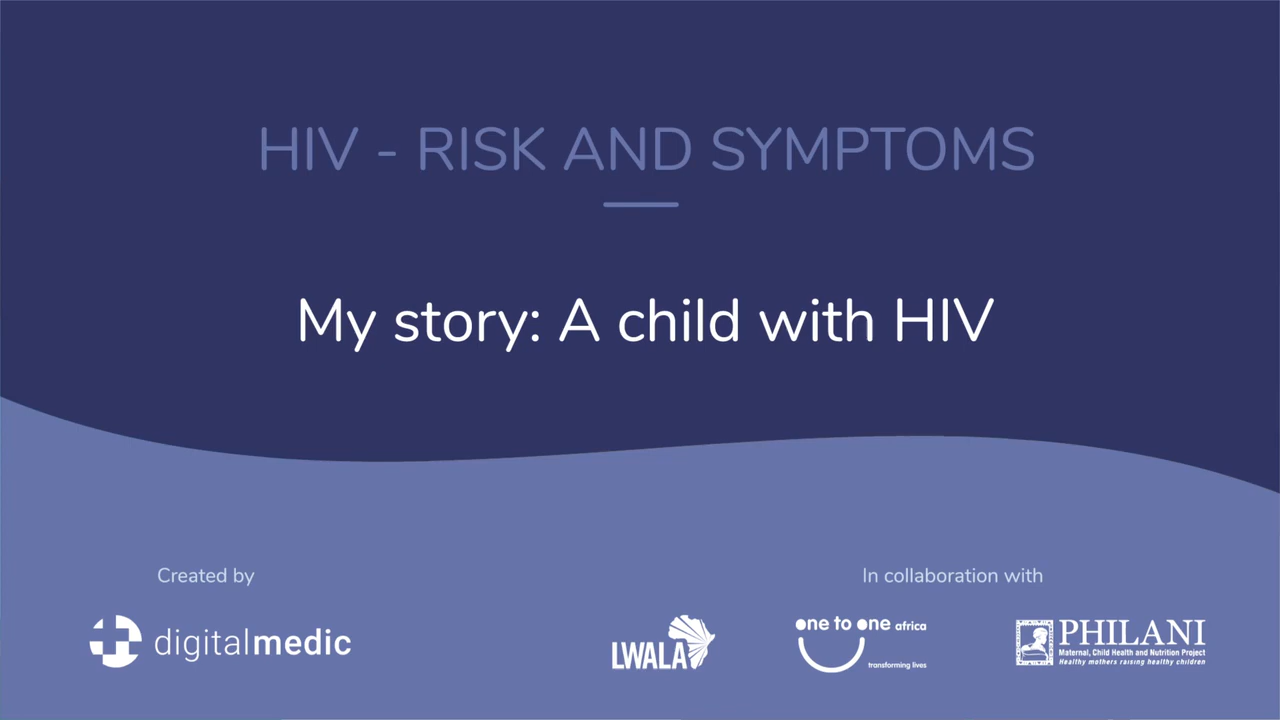 HIV - RISK AND SYMPTOMS
My story: A child with HIV
Created by
In collaboration with
digitalmedic
LWALA
one to one africa
transforming lives
PHILANI
Maternal, Child Health and Nutrition Project
Healthy mothers raising healthy children